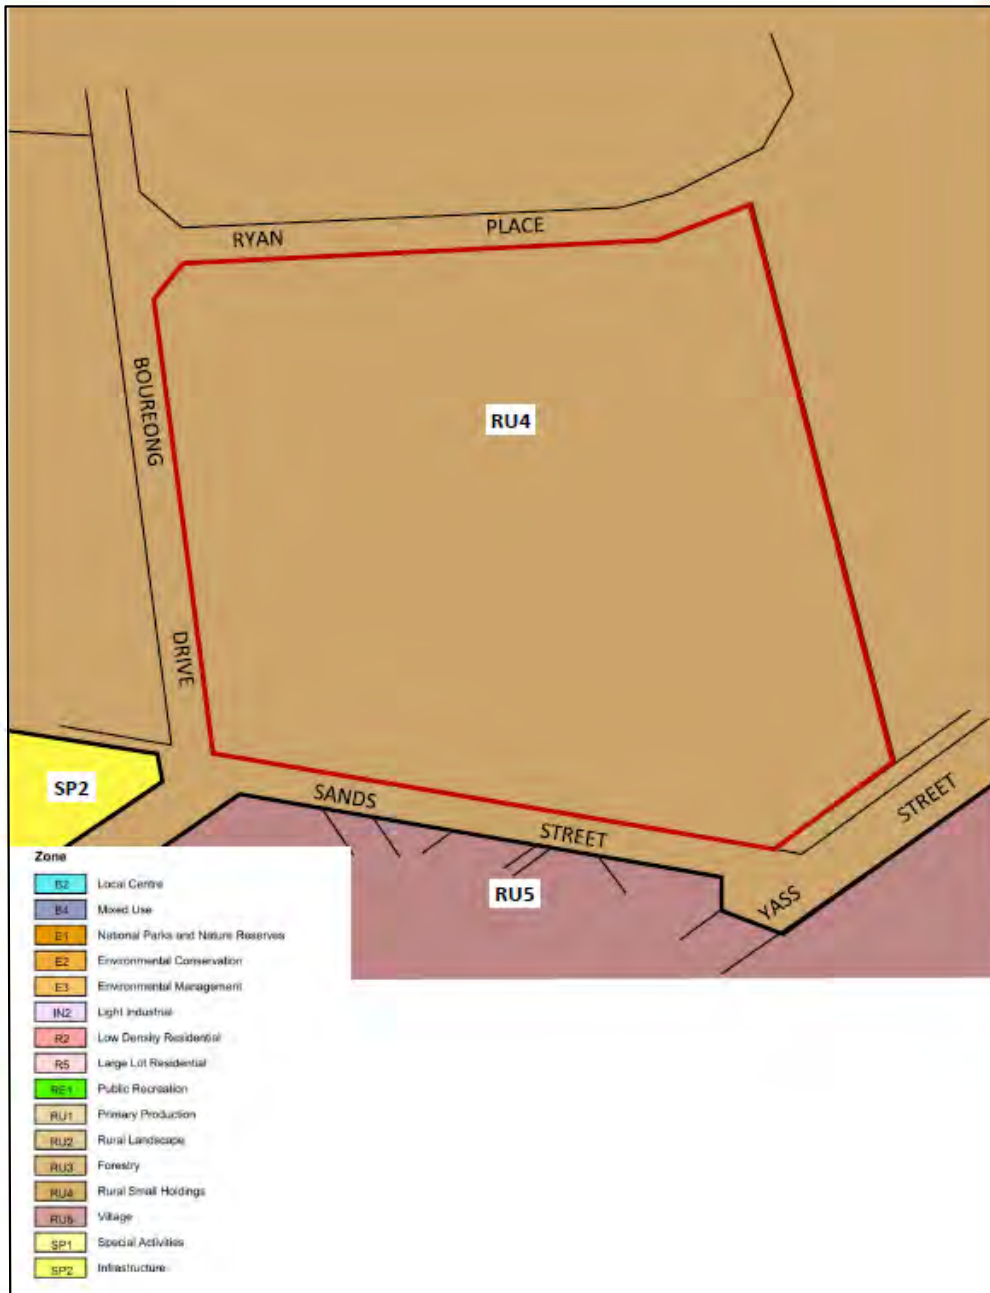 RYAN PLACE
BOUREONG
RU4
DRIVE
SP2
SANDS
STREET
STREET
RU5
YASS
Zone
B2 Local Centre
B4 Mixed Use
E1 National Parks and Nature Reserves
E2 Environmental Conservation
E3 Environmental Management
IN2 Light Industrial
R2 Low Density Residential
R5 Large Lot Residential
RE1 Public Recreation
RU1 Primary Production
RU2 Rural Landscape
RU3 Forestry
RU4 Rural Small Holdings
RU5 Village
SP1 Special Activities
SP2 Infrastructure